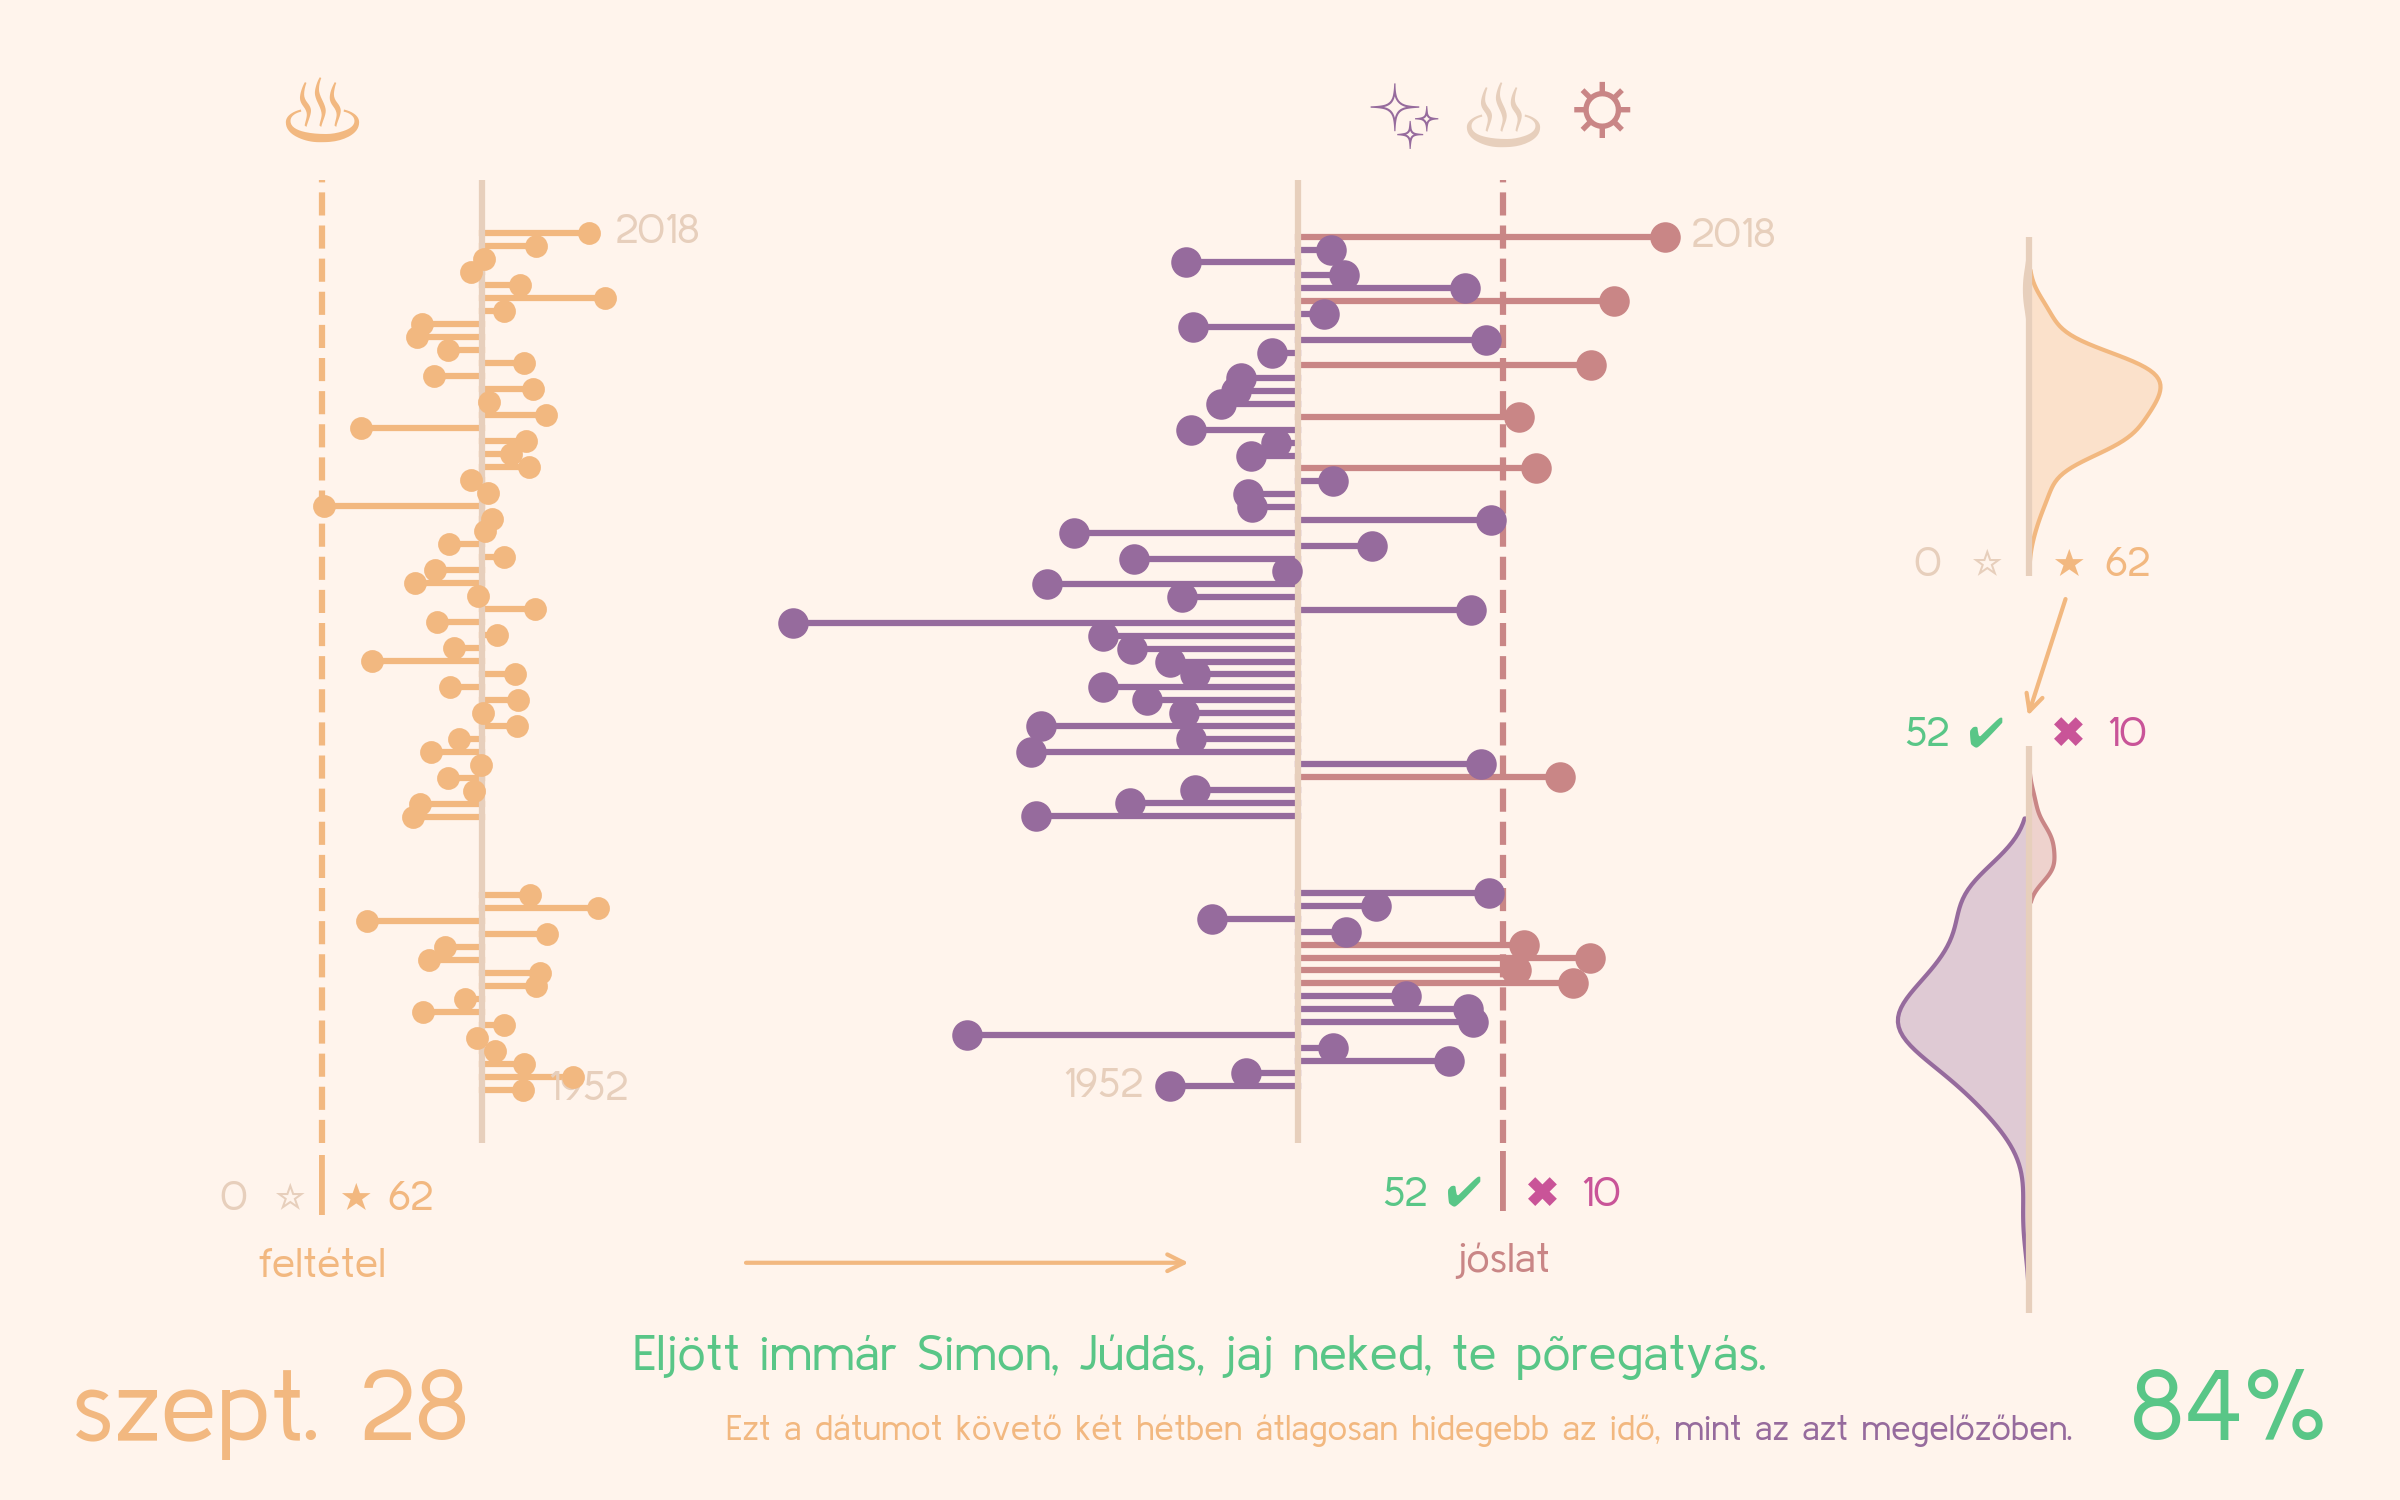 2018
2018
0 ☆ ★ 62
52 ✔ ✖ 10
1952
1952
0 ☆ ★ 62
52 ✔ ✖ 10
feltétel
jóslat
Eljött immár Simon, Júdás, jaj neked, te põregatyás.
szept. 28
84%
Ezt a dátumot követő két hétben átlagosan hidegebb az idő, mint az azt megelőzőben.